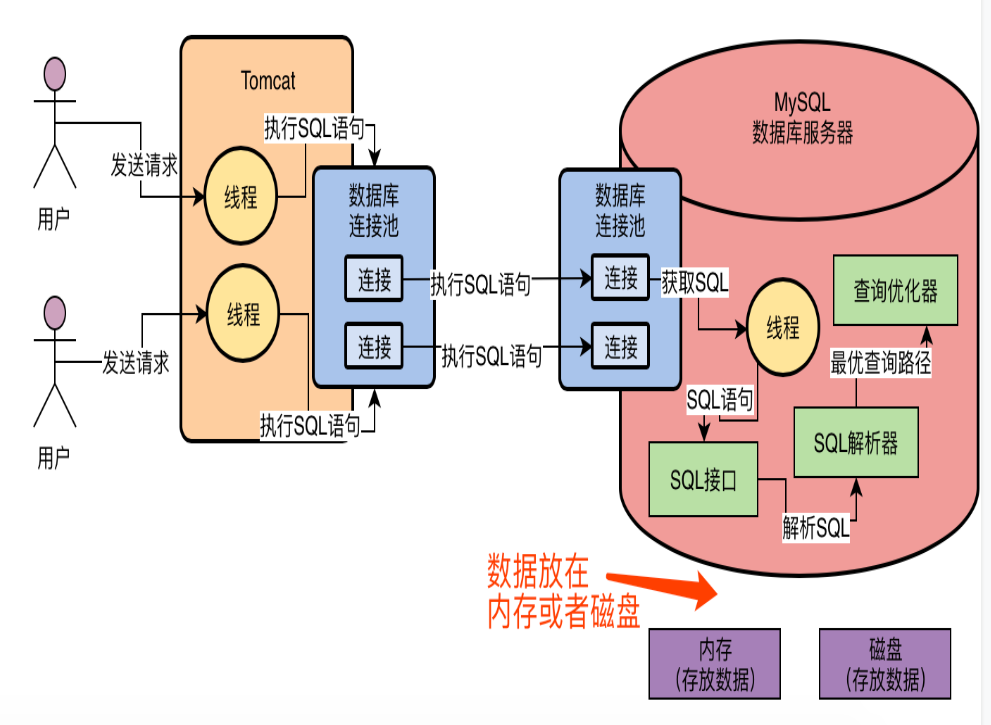 Tomcat
执行SQL语句
发送请求
线程
用户
数据库
连接池
连接
执行SQL语句
连接
执行SQL语句
线程
发送请求
用户
执行SQL语句
MySQL
数据库服务器
数据库
连接池
连接
获取SQL
连接
线程
查询优化器
最优查询路径
SQL语句
SQL解析器
SQL接口
解析SQL
数据放在
内存或者磁盘
内存
（存放数据）
磁盘
（存放数据）